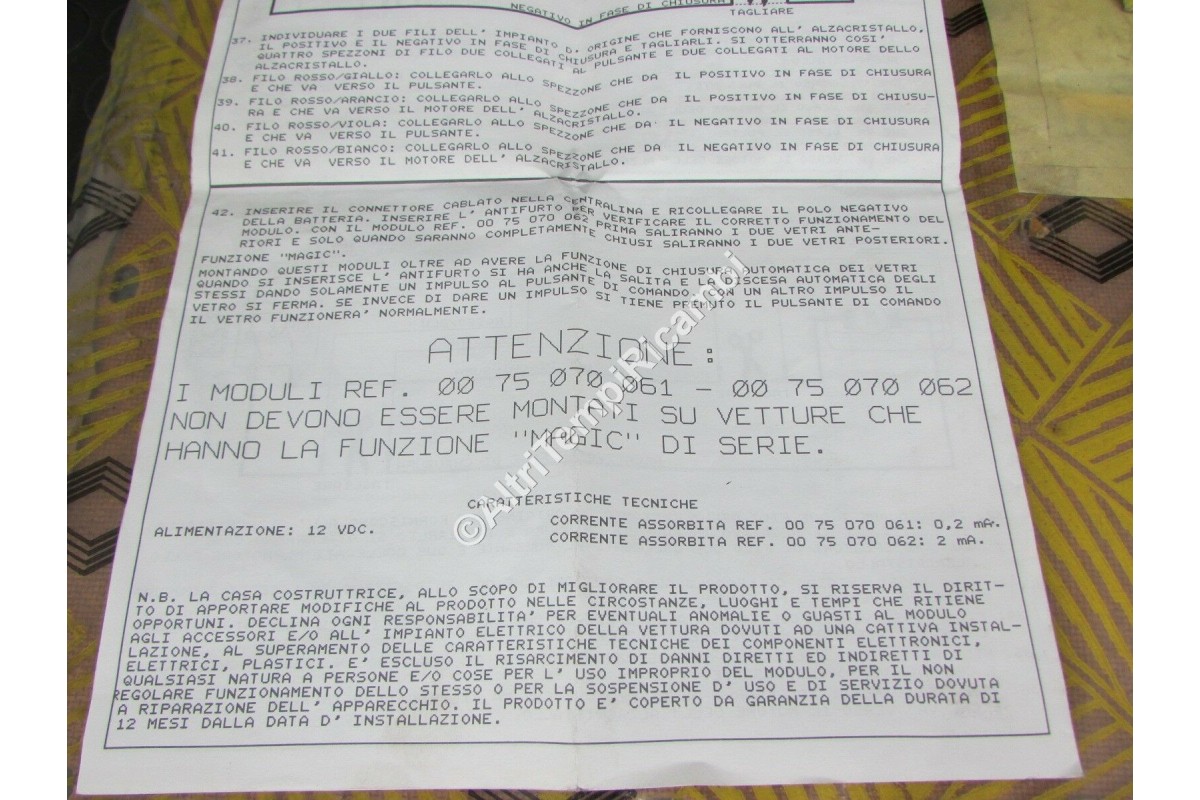 NEGATIVO IN FASE DI CHIUSURA
TAGLIARE
37. INDIVIDUARE I DUE FILI DELL' IMPIANTO D. ORIGINE CHE FORNISCONO ALL' ALZACRISTALLO,
IL POSITIVO E IL NEGATIVO IN FASE DI CHIUSURA E TAGLIARLI. SI OTTERRANNO COSI'
QUATTRO SPEZZONI DI FILO DUE COLLEGATI AL PULSANTE E DUE COLLEGATI AL MOTORE DELLO
ALZACRISTALLO.
38. FILO ROSSO/GIALLO: COLLEGARLO ALLO SPEZZONE CHE DA IL POSITIVO IN FASE DI CHIUSURA
E CHE VA VERSO IL PULSANTE.
39. FILO ROSSO/ARANCIO: COLLEGARLO ALLO SPEZZONE CHE DA IL POSITIVO IN FASE DI CHIUSU-
RA E CHE VA VERSO IL MOTORE DELL' ALZACRISTALLO.
40. FILO ROSSO/VIOLA: COLLEGARLO ALLO SPEZZONE CHE DA' IL NEGATIVO IN FASE DI CHIUSURA
E CHE VA VERSO IL PULSANTE.
41. FILO ROSSO/BIANCO: COLLEGARLO ALLO SPEZZONE CHE DA IL NEGATIVO IN FASE DI CHIUSURA
E CHE VA VERSO IL MOTORE DELL' ALZACRISTALLO.
42. INSERIRE IL CONNETTORE CABLATO NELLA CENTRALINA E RICOLLEGARE IL POLO NEGATIVO
DELLA BATTERIA. INSERIRE L' ANTIFURTO PER VERIFICARE IL CORRETTO FUNZIONAMENTO DEL
MODULO. CON IL MODULO REF. 00 75 070 062 PRIMA SALIRANNO I DUE VETRI ANTE-
RIORI E SOLO QUANDO SARANNO COMPLETAMENTE CHIUSI SALIRANNO I DUE VETRI POSTERIORI.
FUNZIONE "MAGIC".
MONTANDO QUESTI MODULI OLTRE AD AVERE LA FUNZIONE DI CHIUSURA AUTOMATICA DEI VETRI
QUANDO SI INSERISCE L' ANTIFURTO SI HA ANCHE LA SALITA E LA DISCESA AUTOMATICA DEGLI
STESSI DANDO SOLAMENTE UN IMPULSO AL PULSANTE DI COMANDO. CON UN ALTRO IMPULSO IL
VETRO SI FERMA. SE INVECE DI DARE UN IMPULSO SI TIENE PREMUTO IL PULSANTE DI COMANDO
IL VETRO FUNZIONERA' NORMALMENTE.
ATTENZIONE:
I MODULI REF. 00 75 070 061 - 00 75 070 062
NON DEVONO ESSERE MONTATI SU VETTURE CHE
HANNO LA FUNZIONE "MAGIC" DI SERIE.
CARATTERISTICHE TECNICHE
ALIMENTAZIONE: 12 VDC.
CORRENTE ASSORBITA REF. 00 75 070 061: 0,2 mA.
CORRENTE ASSORBITA REF. 00 75 070 062: 2 mA.
N.B. LA CASA COSTRUTTRICE, ALLO SCOPO DI MIGLIORARE IL PRODOTTO, SI RISERVA IL DIRIT-
TO DI APPORTARE MODIFICHE AL PRODOTTO NELLE CIRCOSTANZE, LUOGHI E TEMPI CHE RITIENE
OPPORTUNI. DECLINA OGNI RESPONSABILITA' PER EVENTUALI ANOMALIE O GUASTI AL MODULO
AGLI ACCESSORI E/O ALL' IMPIANTO ELETTRICO DELLA VETTURA DOVUTI AD UNA CATTIVA INSTAL-
LAZIONE, AL SUPERAMENTO DELLE CARATTERISTICHE TECNICHE DEI COMPONENTI ELETTRONICI,
ELETTRICI, PLASTICI. E' ESCLUSO IL RISARCIMENTO DI DANNI DIRETTI ED INDIRETTI DI
QUALSIASI NATURA A PERSONE E/O COSE PER L' USO IMPROPRIO DEL MODULO, PER IL NON
REGOLARE FUNZIONAMENTO DELLO STESSO O PER LA SOSPENSIONE D' USO E DI SERVIZIO DOVUTA
A RIPARAZIONE DELL' APPARECCHIO. IL PRODOTTO E' COPERTO DA GARANZIA DELLA DURATA DI
12 MESI DALLA DATA D' INSTALLAZIONE.
©AltriTempiRicambi